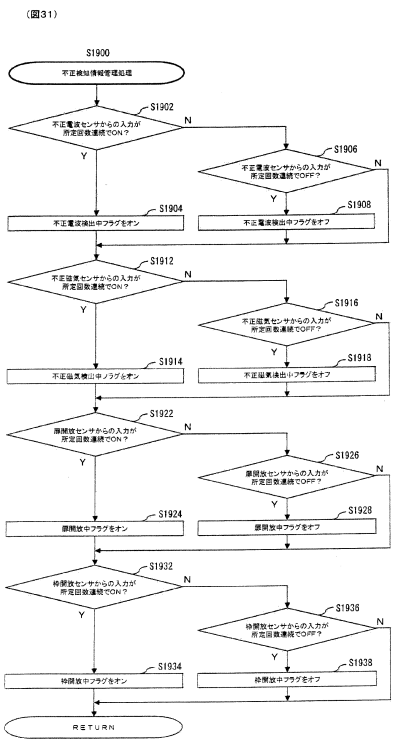 (図31)
S1900
不正検知情報管理処理
S1902
不正電波センサからの入力が
所定回数連続でON?
N
Y
S1906
不正電波センサからの入力が
所定回数連続でOFF?
N
Y
S1904
不正電波検出中フラグをオン
S1908
不正電波検出中フラグをオフ
S1912
不正磁気センサからの入力が
所定回数連続でON?
N
Y
S1916
不正磁気センサからの入力が
所定回数連続でOFF?
N
Y
S1914
不正磁気検出中フラグをオン
S1918
不正磁気検出中フラグをオフ
S1922
扉開放センサからの入力が
所定回数連続でON?
N
Y
S1926
扉開放センサからの入力が
所定回数連続でOFF?
N
Y
S1924
扉開放中フラグをオン
S1928
扉開放中フラグをオフ
S1932
枠開放センサからの入力が
所定回数連続でON?
N
Y
S1936
枠開放センサからの入力が
所定回数連続でOFF?
N
Y
S1934
枠開放中フラグをオン
S1938
枠開放中フラグをオフ
RETURN